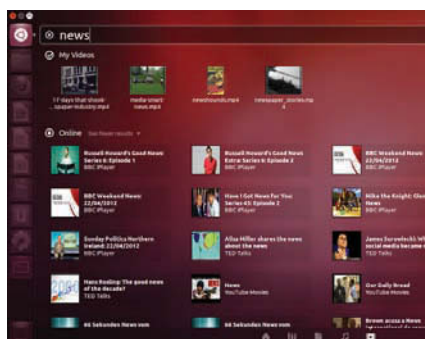 news
My Videos
17-days that-shook-
...opaper-industry.mp4
media-smart-
news.mp4
newshounds.mp4
newspaper_stories.m
4
Online See fewer results
Russell Howard's Good News:
Series 6: Episode 1
BBC iPlayer
Russell Howard's Good News
Extra: Series 6: Episode 2
BBC iPlayer
BBC Weekend News:
21/04/2012
BBC iPlayer
BBC Weekend News:
22/04/2012
BBC iPlayer
Have I Got News For You:
Series 43: Episode 2
BBC iPlayer
Mike the Knight: Glo
News
BBC iPlayer
Sunday Politics Northern
Ireland: 22/04/2012
BBC iPlayer
Alisa Miller shares the news
about the news
TED Talks
James Surowiecki: Wh
social media became n
TED Talks
Hans Rosling: The good news
of the decade?
TED Talks
News
YouTube Movies
Our Daily Bread
YouTube Movies
66 Sekunden News vom
66 Sekunden News vom
Brown acusa a News